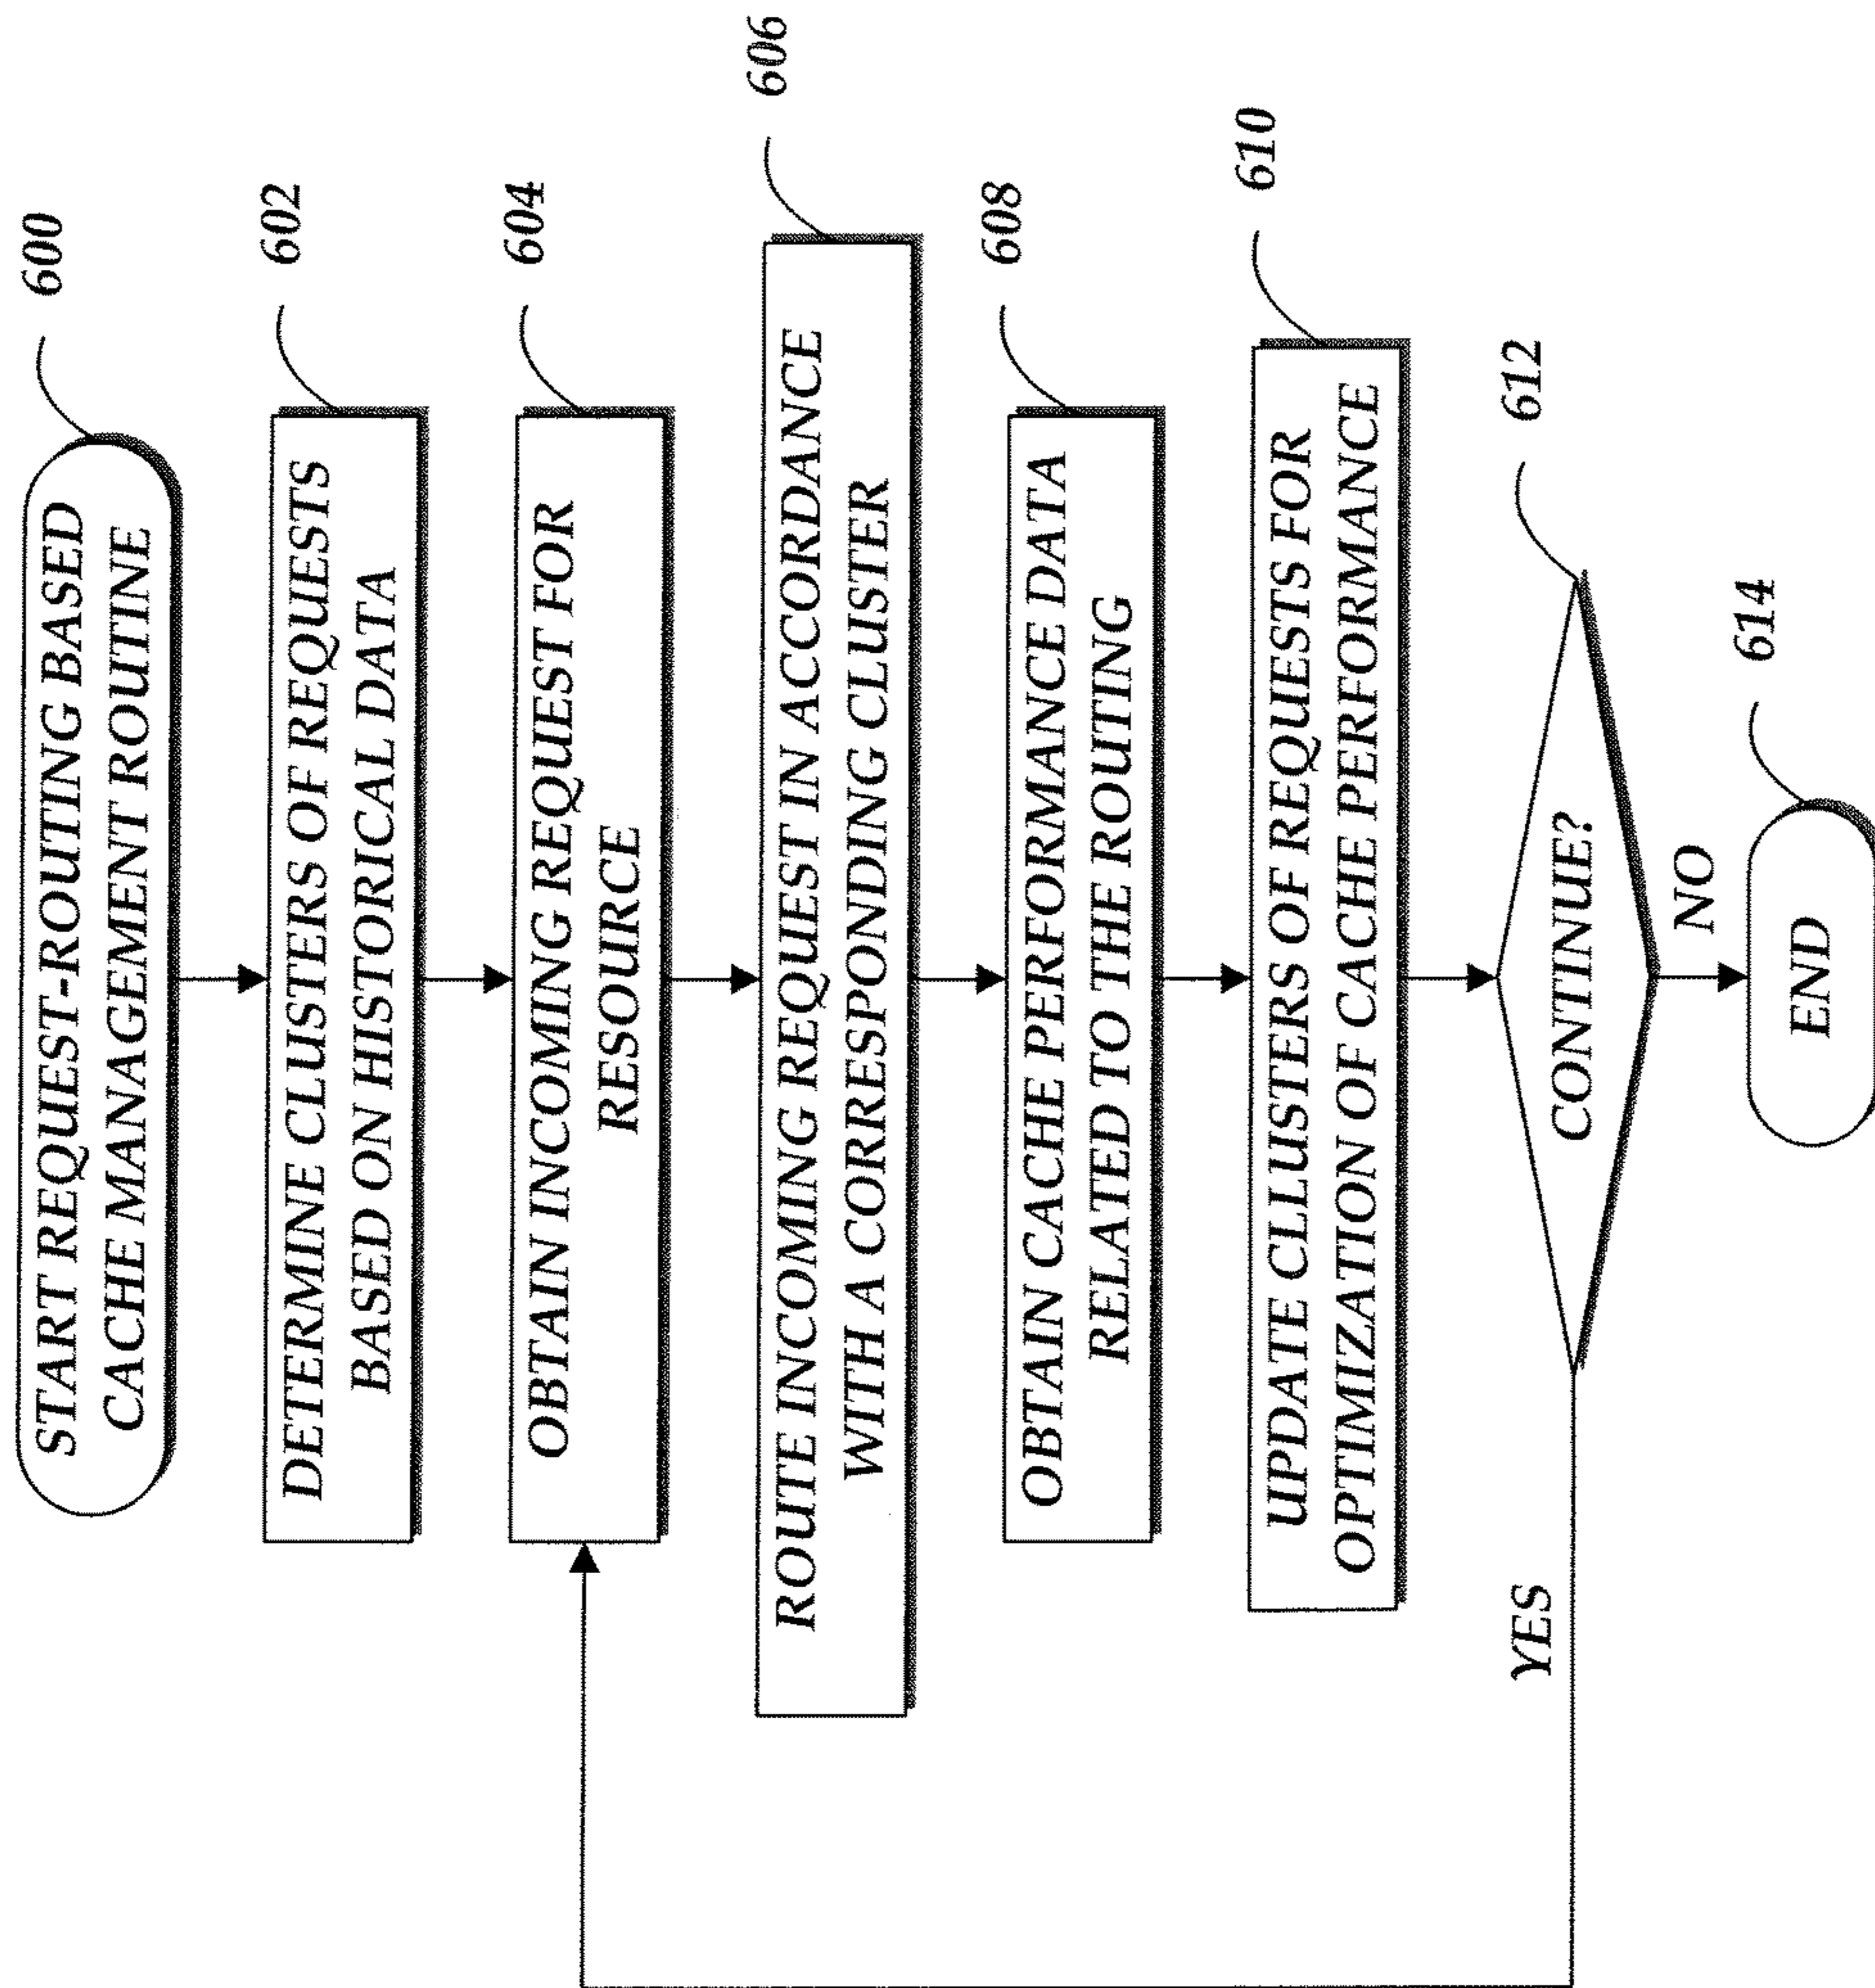 600
START REQUEST-ROUTING BASED
CACHE MANAGEMENT ROUTINE
602
DETERMINE CLUSTERS OF REQUESTS
BASED ON HISTORICAL DATA
604
OBTAIN INCOMING REQUEST FOR
RESOURCE
606
ROUTE INCOMING REQUEST IN ACCORDANCE
WITH A CORRESPONDING CLUSTER
608
OBTAIN CACHE PERFORMANCE DATA
RELATED TO THE ROUTING
610
UPDATE CLLUSTERS OF REQUESTS FOR
OPTIMIZATION OF CACHE PERFORMANCE
612
CONTINUE?
YES
NO
614
END